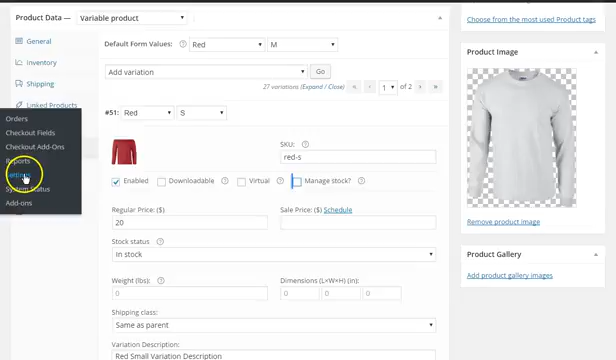 Product Data — Variable product
General
Inventory
Shipping
Linked Products
Orders
Checkout Fields
Checkout Add-Ons
Reports
System Status
Add-ons
Default Form Values: ? Red M
Add variation Go
27 variations (Expand / Close) « ‹ 1 of 2 › »
#51: Red S
SKU: ?
red-s
Enabled ? Downloadable ? Virtual ? Manage stock? ?
Regular Price: ($) Sale Price: ($) Schedule
20
Stock status
In stock
Weight (lbs): ? Dimensions (L×W×H) (in): ?
0 0 0 0
Shipping class:
Same as parent
Variation Description:
Red Small Variation Description
Choose from the most used Product tags
Product Image
Remove product image
Product Gallery
Add product gallery images